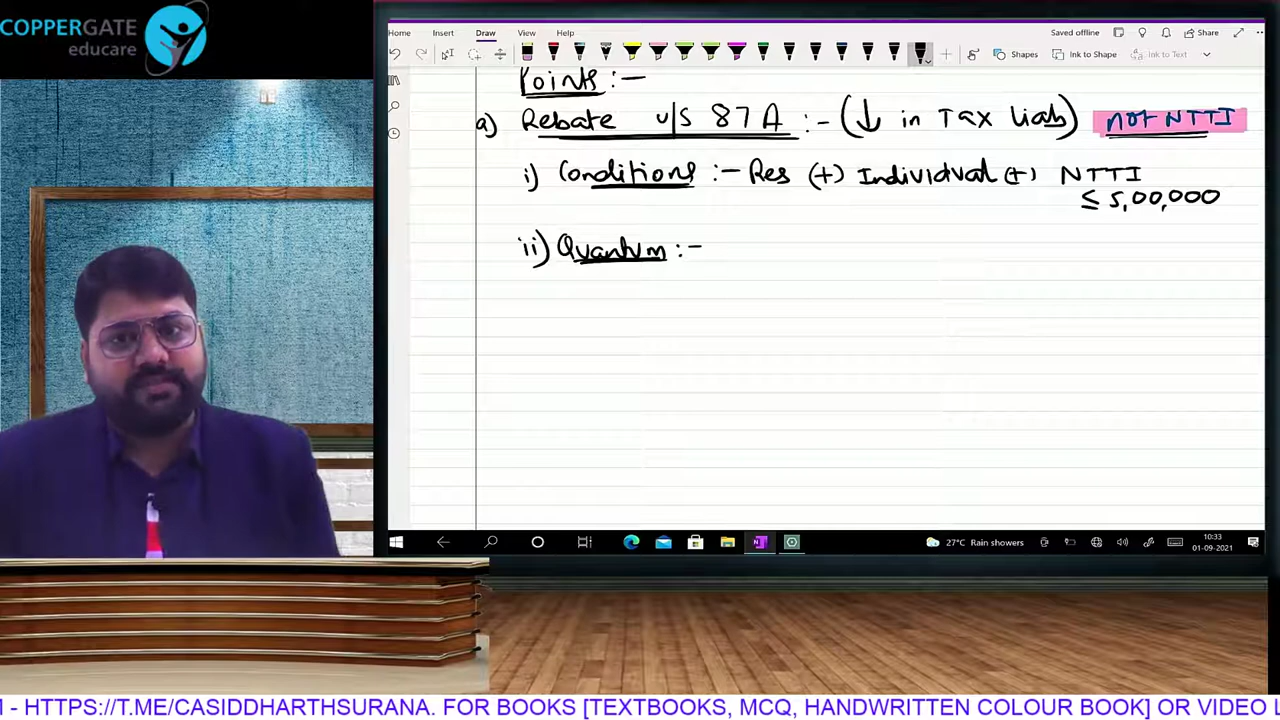 COPPERGATE
educare
Home Insert Draw View Help Saved offline Share
Shapes Ink to Shape Ink to Text
Points :-
a) Rebate u/s 87A :- (↓ in Tax liab) not NTTI
i) Conditions :- Res (+) Individual (+) NTTI
≤ 5,00,000
ii) Quantum :-
27°C Rain showers 10:33
01-09-2021
M - HTTPS://T.ME/CASIDDHARTHSURANA. FOR BOOKS [TEXTBOOKS, MCQ, HANDWRITTEN COLOUR BOOK] OR VIDEO L